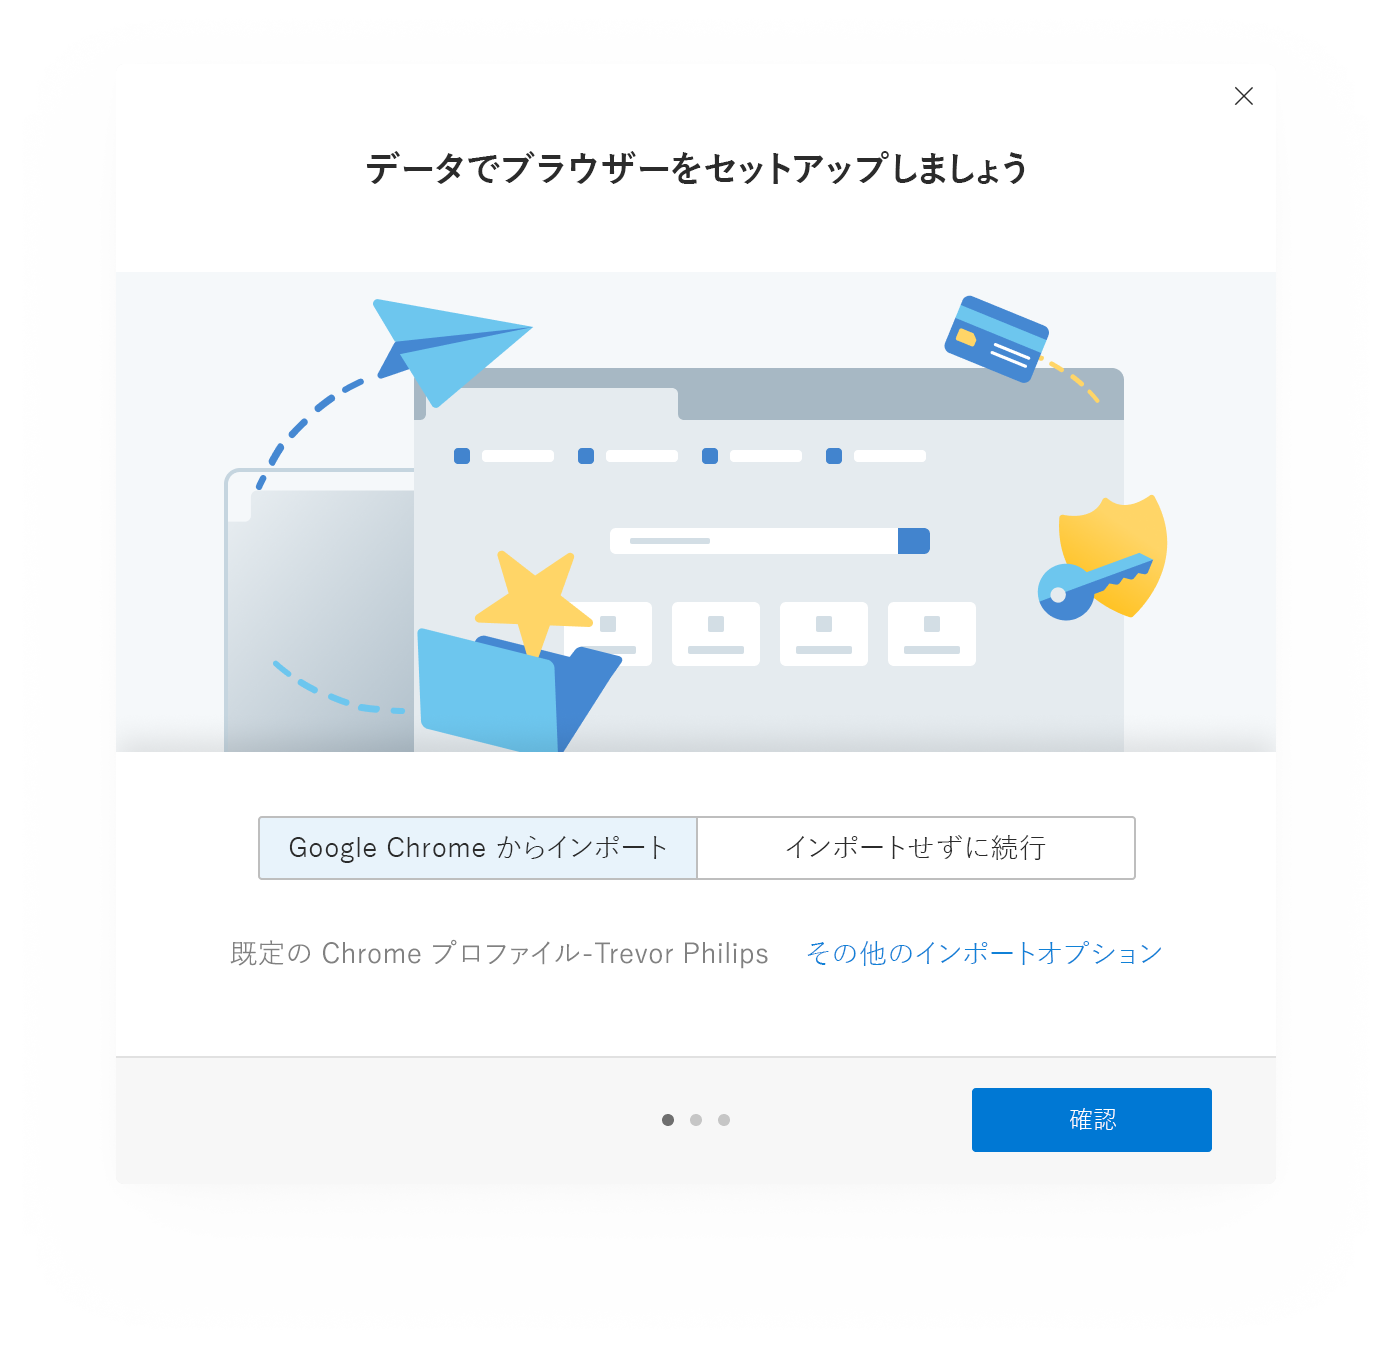 データでブラウザーをセットアップしましょう
Google Chrome からインポート
インポートせずに続行
既定の Chrome プロファイル-Trevor Philips
その他のインポートオプション
確認